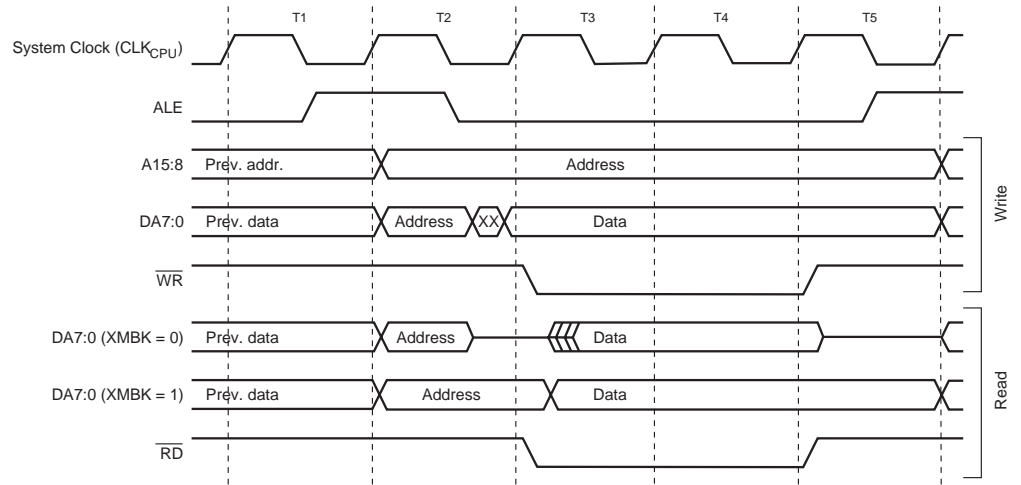 T1 T2 T3 T4 T5
System Clock (CLKCPU)
ALE
A15:8 Prev. addr. Address
DA7:0 Prev. data Address XX Data
WR
Write
DA7:0 (XMBK = 0) Prev. data Address Data
DA7:0 (XMBK = 1) Prev. data Address Data
RD
Read